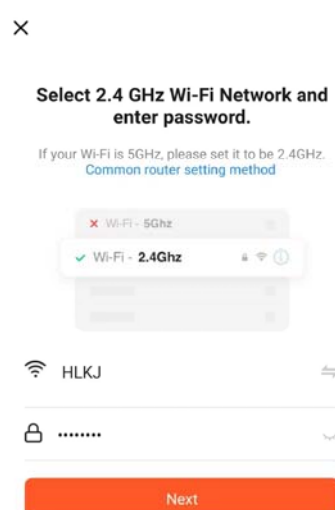 Select 2.4 GHz Wi-Fi Network and
enter password.
If your Wi-Fi is 5GHz, please set it to be 2.4GHz.
Common router setting method
Wi-Fi - 5Ghz
Wi-Fi - 2.4Ghz
HLKJ
••••••••
Next